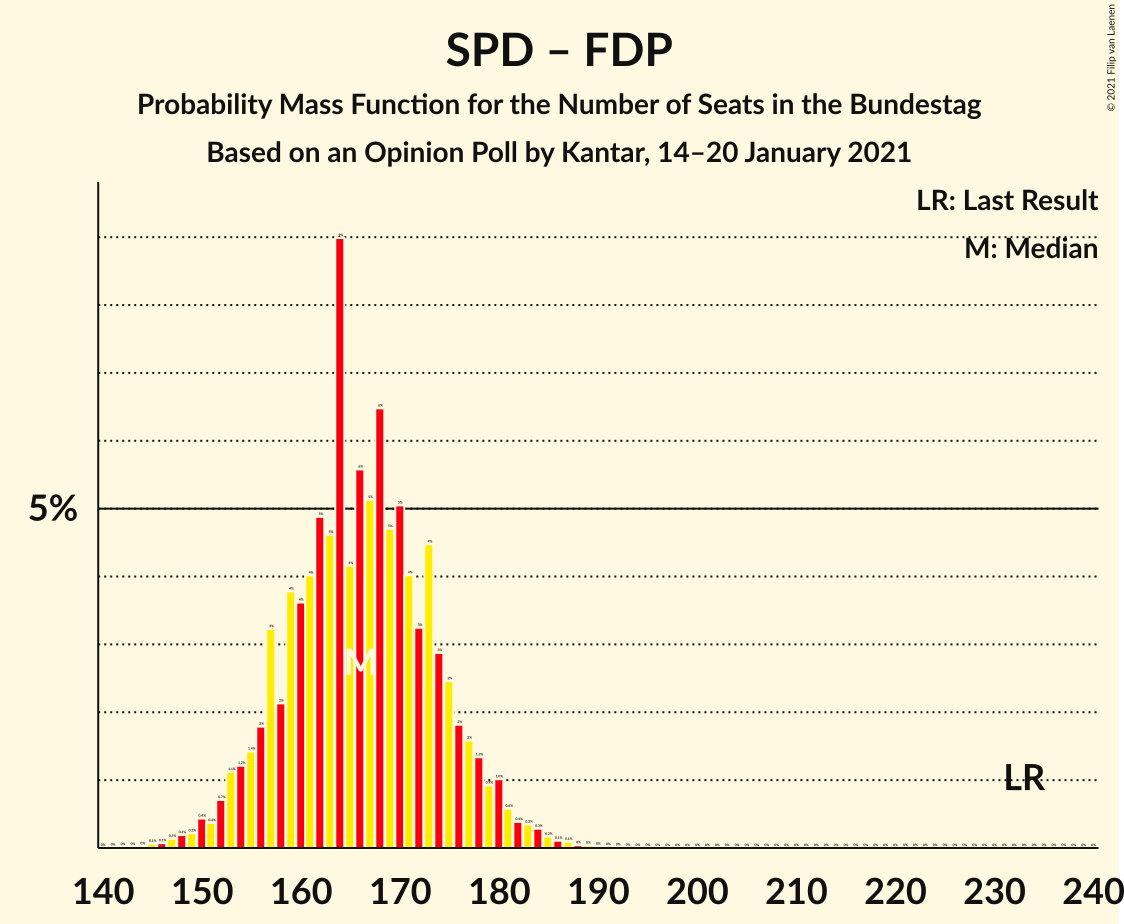 SPD – FDP
Probability Mass Function for the Number of Seats in the Bundestag
Based on an Opinion Poll by Kantar, 14–20 January 2021
© 2021 Filip van Laenen
LR: Last Result
M: Median
5%
M
LR
140 150 160 170 180 190 200 210 220 230 240